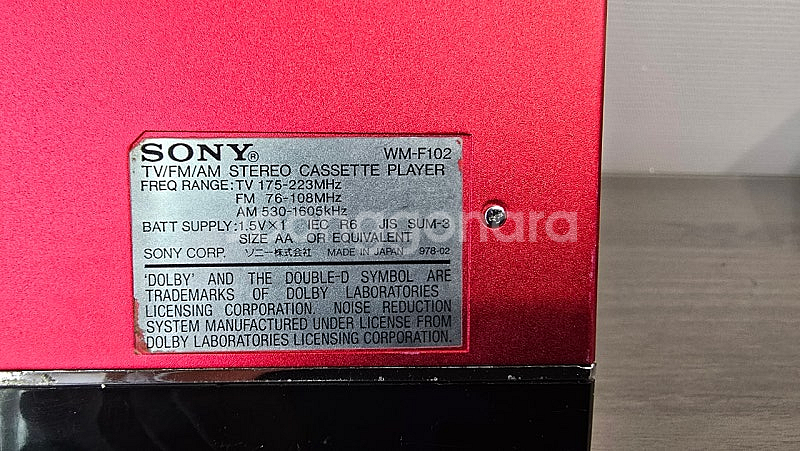 SONY® WM-F102
TV/FM/AM STEREO CASSETTE PLAYER
FREQ RANGE: TV 175-223MHz
FM 76-108MHz
AM 530-1605kHz
BATT SUPPLY: 1.5V×1 IEC R6 JIS SUM-3
SIZE AA OR EQUIVALENT
SONY CORP. ソニー株式会社 MADE IN JAPAN 978-02
'DOLBY' AND THE DOUBLE-D SYMBOL ARE
TRADEMARKS OF DOLBY LABORATORIES
LICENSING CORPORATION. NOISE REDUCTION
SYSTEM MANUFACTURED UNDER LICENSE FROM
DOLBY LABORATORIES LICENSING CORPORATION.